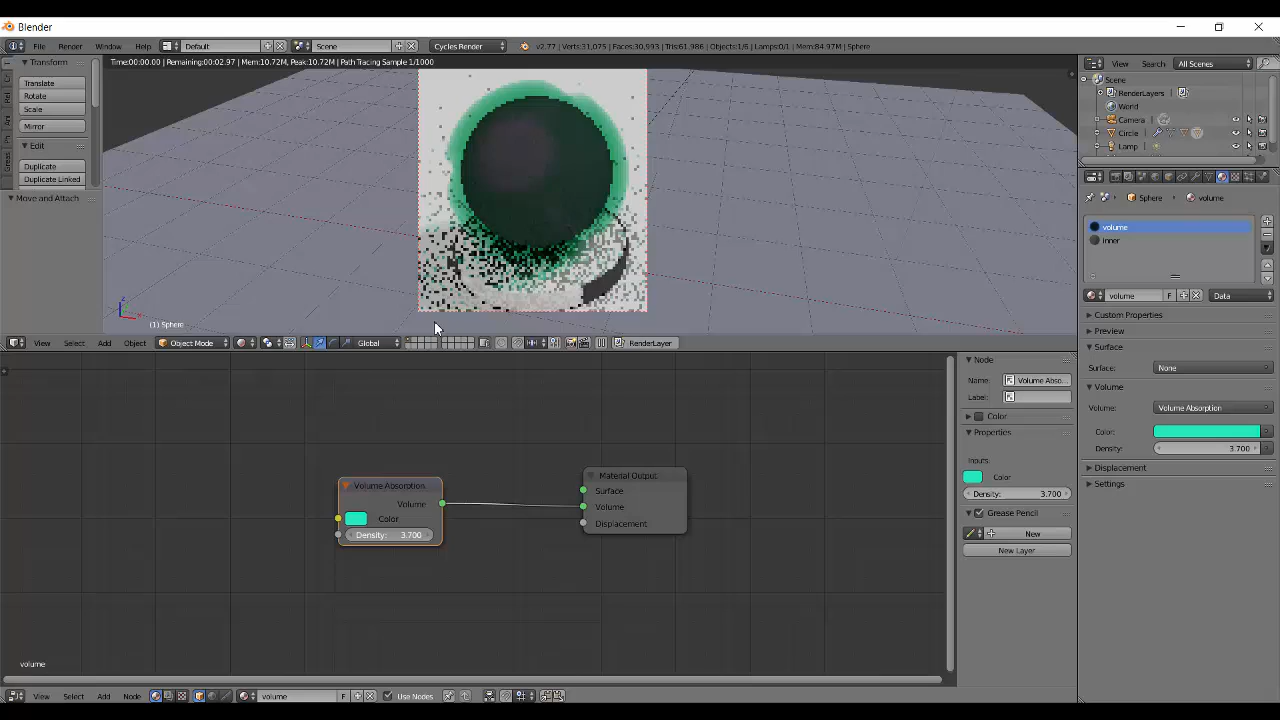 Blender
File Render Window Help Default Scene Cycles Render v2.77 | Verts:31,075 | Faces:30,993 | Tris:61,986 | Objects:1/6 | Lamps:0/1 | Mem:84.97M | Sphere
Transform
Translate
Rotate
Scale
Mirror
Edit
Duplicate
Duplicate Linked
Move and Attach
Time:00:00.00 | Remaining:00:02.97 | Mem:10.72M, Peak:10.72M | Path Tracing Sample 1/1000
(1) Sphere
View Select Add Object Object Mode Global RenderLayer
View Search All Scenes
Scene
RenderLayers
World
Camera
Circle
Lamp
Sphere volume
volume
inner
volume F Data
Custom Properties
Preview
Surface
Surface: None
Volume
Volume: Volume Absorption
Color:
Density: 3.700
Displacement
Settings
Volume Absorption
Volume
Color
Density: 3.700
Material Output
Surface
Volume
Displacement
Node
Name: Volume Abso...
Label:
Color
Properties
Inputs:
Color
Density: 3.700
Grease Pencil
New
New Layer
volume
View Select Add Node volume F Use Nodes